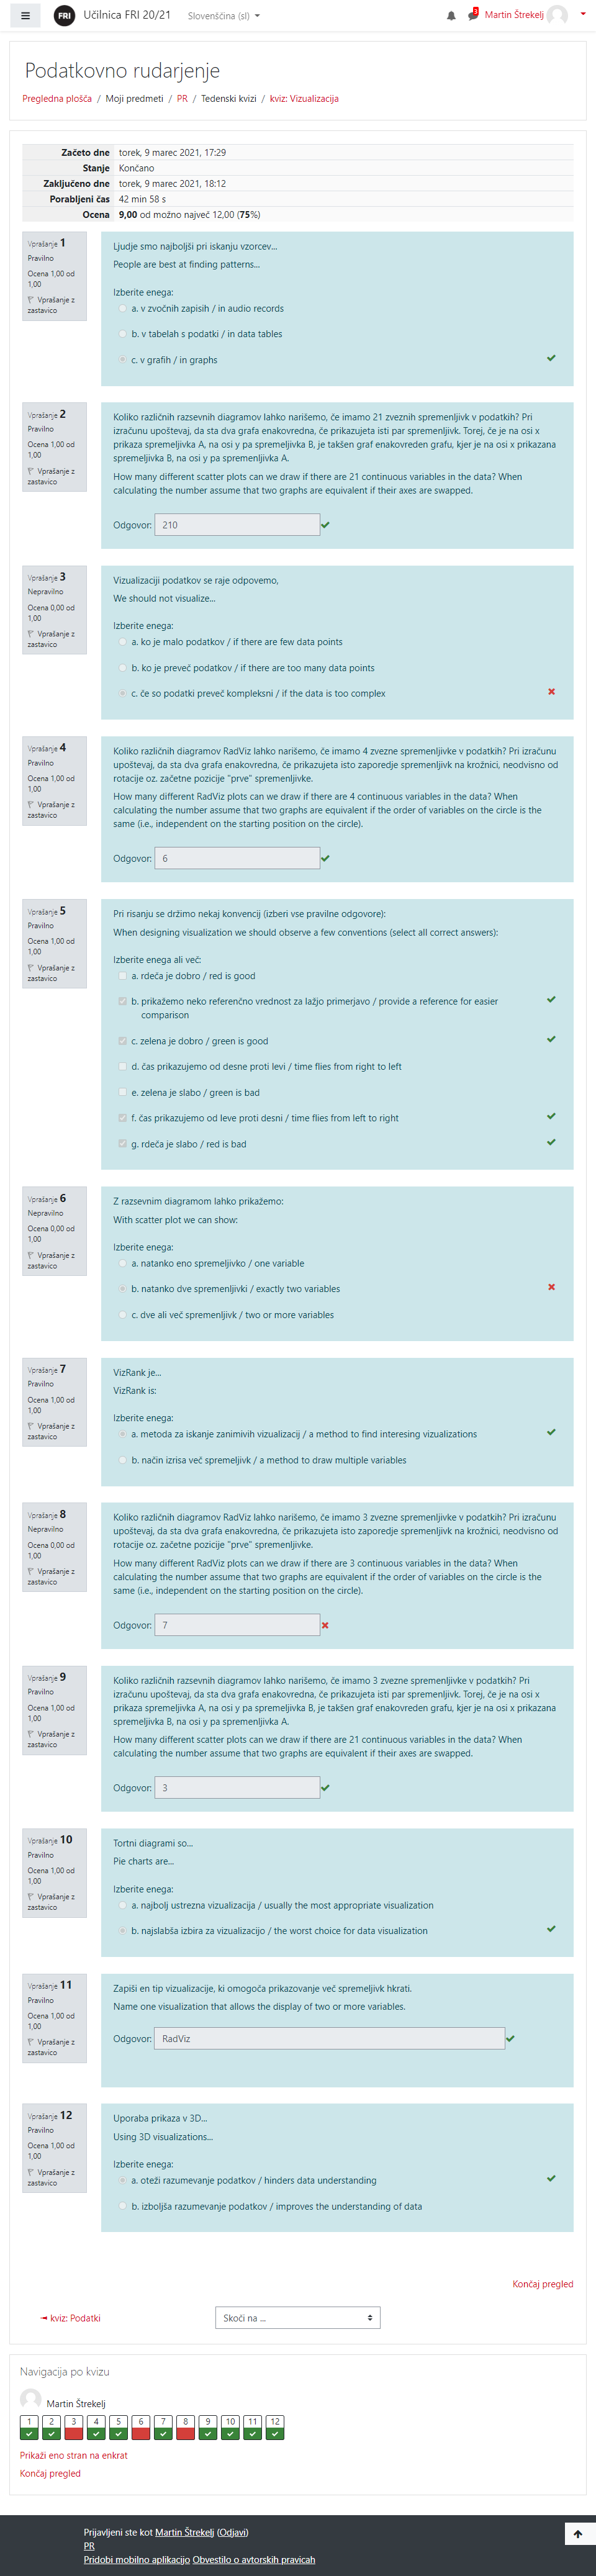 FRI Učilnica FRI 20/21 Slovenščina (sl) 3 Martin Štrekelj
Podatkovno rudarjenje
Pregledna plošča / Moji predmeti / PR / Tedenski kvizi / kviz: Vizualizacija
Začeto dne torek, 9 marec 2021, 17:29
Stanje Končano
Zaključeno dne torek, 9 marec 2021, 18:12
Porabljeni čas 42 min 58 s
Ocena 9,00 od možno največ 12,00 (75%)
Vprašanje 1
Pravilno
Ocena 1,00 od
1,00
Vprašanje z
zastavico
Ljudje smo najboljši pri iskanju vzorcev...
People are best at finding patterns...
Izberite enega:
a. v zvočnih zapisih / in audio records
b. v tabelah s podatki / in data tables
c. v grafih / in graphs
Vprašanje 2
Pravilno
Ocena 1,00 od
1,00
Vprašanje z
zastavico
Koliko različnih razsevnih diagramov lahko narišemo, če imamo 21 zveznih spremenljivk v podatkih? Pri
izračunu upoštevaj, da sta dva grafa enakovredna, če prikazujeta isti par spremenljivk. Torej, če je na osi x
prikaza spremeljivka A, na osi y pa spremeljivka B, je takšen graf enakovreden grafu, kjer je na osi x prikazana
spremeljivka B, na osi y pa spremenljivka A.
How many different scatter plots can we draw if there are 21 continuous variables in the data? When
calculating the number assume that two graphs are equivalent if their axes are swapped.
Odgovor: 210
Vprašanje 3
Nepravilno
Ocena 0,00 od
1,00
Vprašanje z
zastavico
Vizualizaciji podatkov se raje odpovemo,
We should not visualize...
Izberite enega:
a. ko je malo podatkov / if there are few data points
b. ko je preveč podatkov / if there are too many data points
c. če so podatki preveč kompleksni / if the data is too complex
Vprašanje 4
Pravilno
Ocena 1,00 od
1,00
Vprašanje z
zastavico
Koliko različnih diagramov RadViz lahko narišemo, če imamo 4 zvezne spremenljivke v podatkih? Pri izračunu
upoštevaj, da sta dva grafa enakovredna, če prikazujeta isto zaporedje spremenljivk na krožnici, neodvisno od
rotacije oz. začetne pozicije "prve" spremenljivke.
How many different RadViz plots can we draw if there are 4 continuous variables in the data? When
calculating the number assume that two graphs are equivalent if the order of variables on the circle is the
same (i.e., independent on the starting position on the circle).
Odgovor: 6
Vprašanje 5
Pravilno
Ocena 1,00 od
1,00
Vprašanje z
zastavico
Pri risanju se držimo nekaj konvencij (izberi vse pravilne odgovore):
When designing visualization we should observe a few conventions (select all correct answers):
Izberite enega ali več:
a. rdeča je dobro / red is good
b. prikažemo neko referenčno vrednost za lažjo primerjavo / provide a reference for easier
comparison
c. zelena je dobro / green is good
d. čas prikazujemo od desne proti levi / time flies from right to left
e. zelena je slabo / green is bad
f. čas prikazujemo od leve proti desni / time flies from left to right
g. rdeča je slabo / red is bad
Vprašanje 6
Nepravilno
Ocena 0,00 od
1,00
Vprašanje z
zastavico
Z razsevnim diagramom lahko prikažemo:
With scatter plot we can show:
Izberite enega:
a. natanko eno spremeljivko / one variable
b. natanko dve spremenljivki / exactly two variables
c. dve ali več spremenljivk / two or more variables
Vprašanje 7
Pravilno
Ocena 1,00 od
1,00
Vprašanje z
zastavico
VizRank je...
VizRank is:
Izberite enega:
a. metoda za iskanje zanimivih vizualizacij / a method to find interesing vizualizations
b. način izrisa več spremeljivk / a method to draw multiple variables
Vprašanje 8
Nepravilno
Ocena 0,00 od
1,00
Vprašanje z
zastavico
Koliko različnih diagramov RadViz lahko narišemo, če imamo 3 zvezne spremenljivke v podatkih? Pri izračunu
upoštevaj, da sta dva grafa enakovredna, če prikazujeta isto zaporedje spremenljivk na krožnici, neodvisno od
rotacije oz. začetne pozicije "prve" spremenljivke.
How many different RadViz plots can we draw if there are 3 continuous variables in the data? When
calculating the number assume that two graphs are equivalent if the order of variables on the circle is the
same (i.e., independent on the starting position on the circle).
Odgovor: 7
Vprašanje 9
Pravilno
Ocena 1,00 od
1,00
Vprašanje z
zastavico
Koliko različnih razsevnih diagramov lahko narišemo, če imamo 3 zvezne spremenljivke v podatkih? Pri
izračunu upoštevaj, da sta dva grafa enakovredna, če prikazujeta isti par spremenljivk. Torej, če je na osi x
prikaza spremeljivka A, na osi y pa spremeljivka B, je takšen graf enakovreden grafu, kjer je na osi x prikazana
spremeljivka B, na osi y pa spremenljivka A.
How many different scatter plots can we draw if there are 21 continuous variables in the data? When
calculating the number assume that two graphs are equivalent if their axes are swapped.
Odgovor: 3
Vprašanje 10
Pravilno
Ocena 1,00 od
1,00
Vprašanje z
zastavico
Tortni diagrami so...
Pie charts are...
Izberite enega:
a. najbolj ustrezna vizualizacija / usually the most appropriate visualization
b. najslabša izbira za vizualizacijo / the worst choice for data visualization
Vprašanje 11
Pravilno
Ocena 1,00 od
1,00
Vprašanje z
zastavico
Zapiši en tip vizualizacije, ki omogoča prikazovanje več spremeljivk hkrati.
Name one visualization that allows the display of two or more variables.
Odgovor: RadViz
Vprašanje 12
Pravilno
Ocena 1,00 od
1,00
Vprašanje z
zastavico
Uporaba prikaza v 3D...
Using 3D visualizations...
Izberite enega:
a. oteži razumevanje podatkov / hinders data understanding
b. izboljša razumevanje podatkov / improves the understanding of data
Končaj pregled
◄ kviz: Podatki Skoči na ...
Navigacija po kvizu
Martin Štrekelj
1 2 3 4 5 6 7 8 9 10 11 12
Prikaži eno stran na enkrat
Končaj pregled
Prijavljeni ste kot Martin Štrekelj (Odjavi)
PR
Pridobi mobilno aplikacijo Obvestilo o avtorskih pravicah